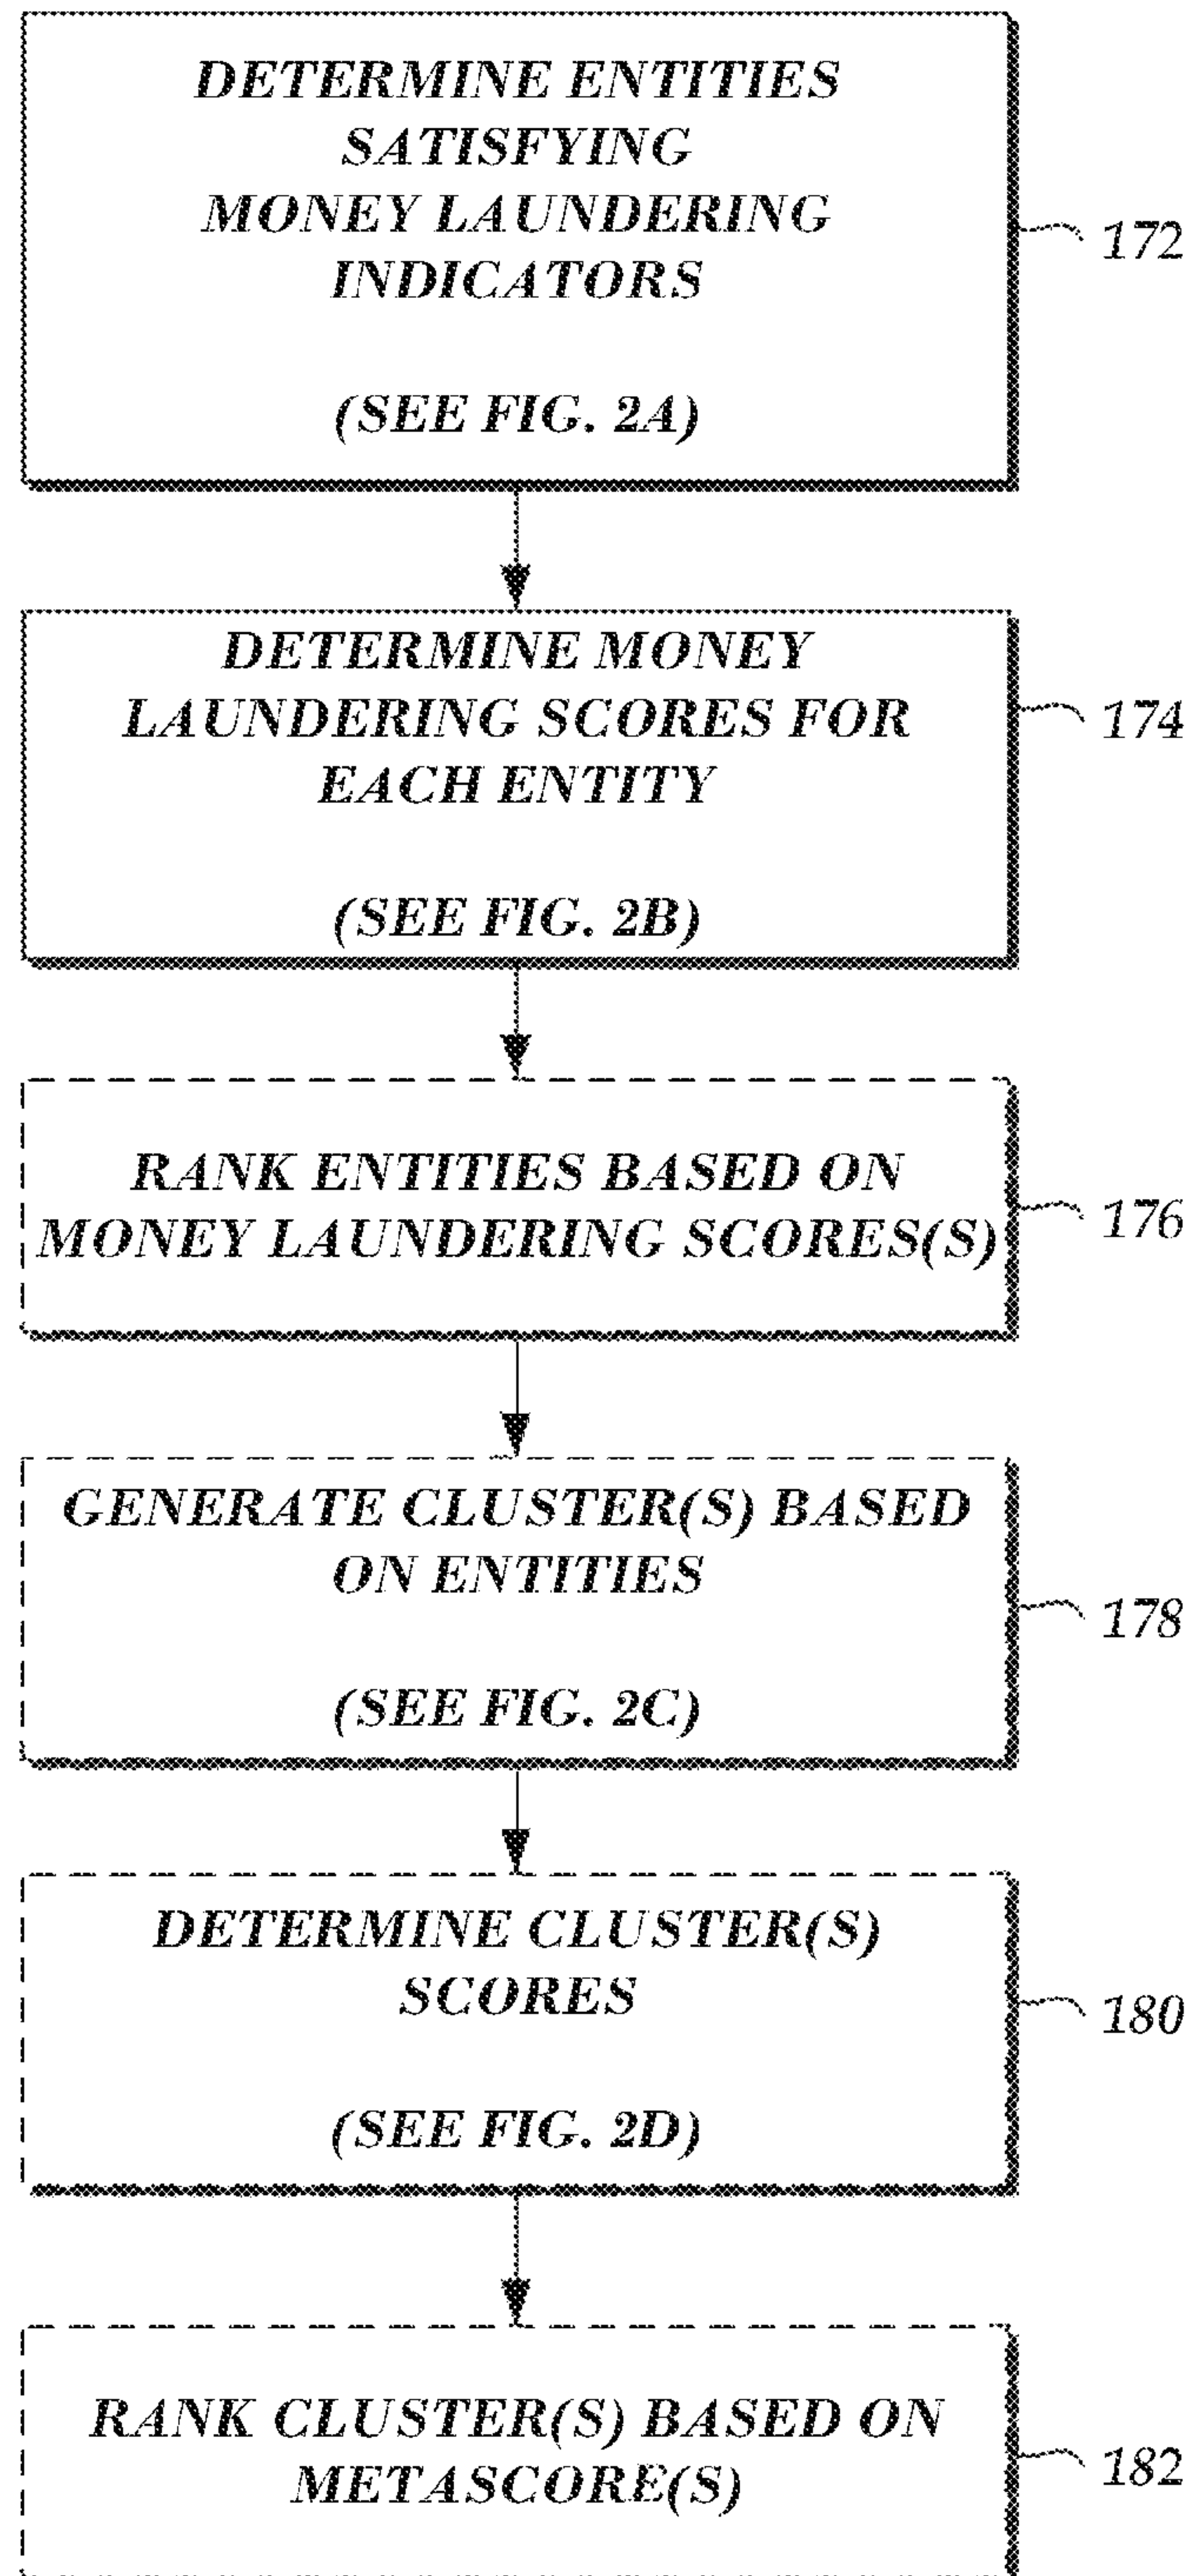 DETERMINE ENTITIES
SATISFYING
MONEY LAUNDERING
INDICATORS
(SEE FIG. 2A)
172
DETERMINE MONEY
LAUNDERING SCORES FOR
EACH ENTITY
(SEE FIG. 2B)
174
RANK ENTITIES BASED ON
MONEY LAUNDERING SCORES(S)
176
GENERATE CLUSTER(S) BASED
ON ENTITIES
(SEE FIG. 2C)
178
DETERMINE CLUSTER(S)
SCORES
(SEE FIG. 2D)
180
RANK CLUSTER(S) BASED ON
METASCORE(S)
182